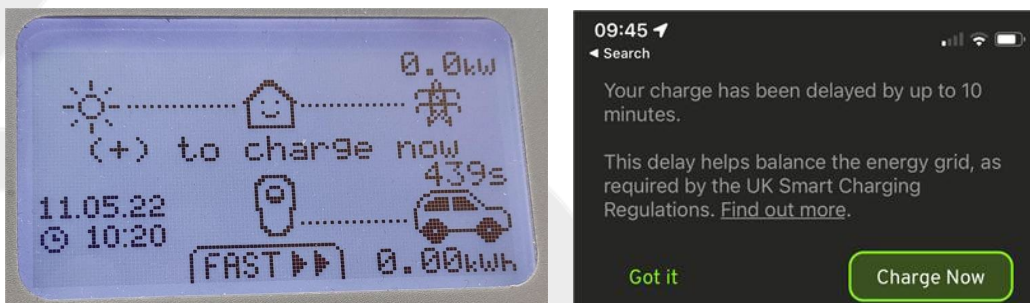 0.0kW
(+) to charge now
439s
11.05.22
10:20
FAST
0.00kWh
09:45
◄ Search
Your charge has been delayed by up to 10
minutes.
This delay helps balance the energy grid, as
required by the UK Smart Charging
Regulations. Find out more.
Got it
Charge Now